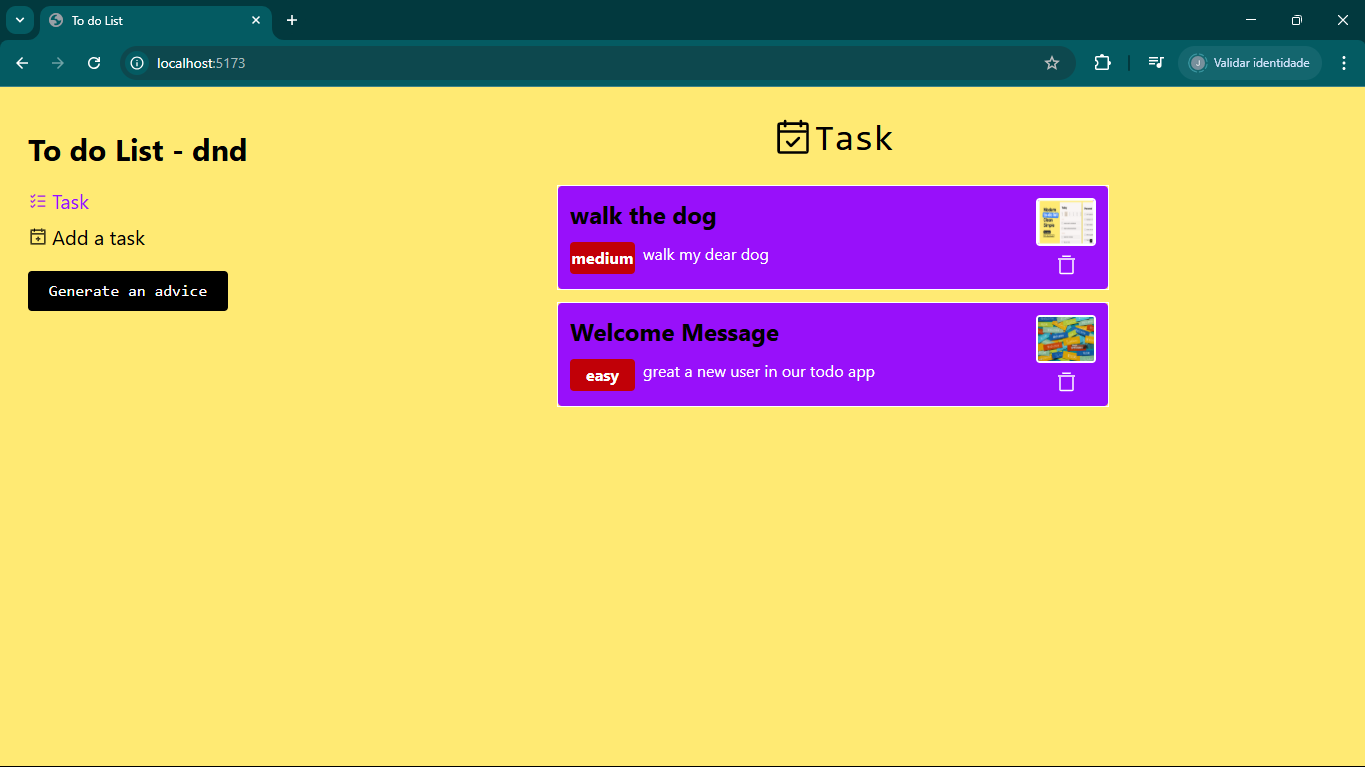 To do List
localhost:5173
Validar identidade
To do List - dnd
Task
Add a task
Generate an advice
Task
walk the dog
medium walk my dear dog
Welcome Message
easy great a new user in our todo app